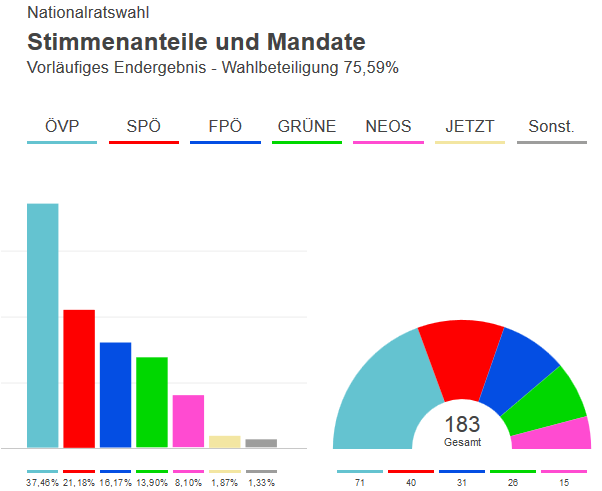 Nationalratswahl
Stimmenanteile und Mandate
Vorläufiges Endergebnis - Wahlbeteiligung 75,59%
ÖVP SPÖ FPÖ GRÜNE NEOS JETZT Sonst.
183
Gesamt
37,46% 21,18% 16,17% 13,90% 8,10% 1,87% 1,33%
71 40 31 26 15